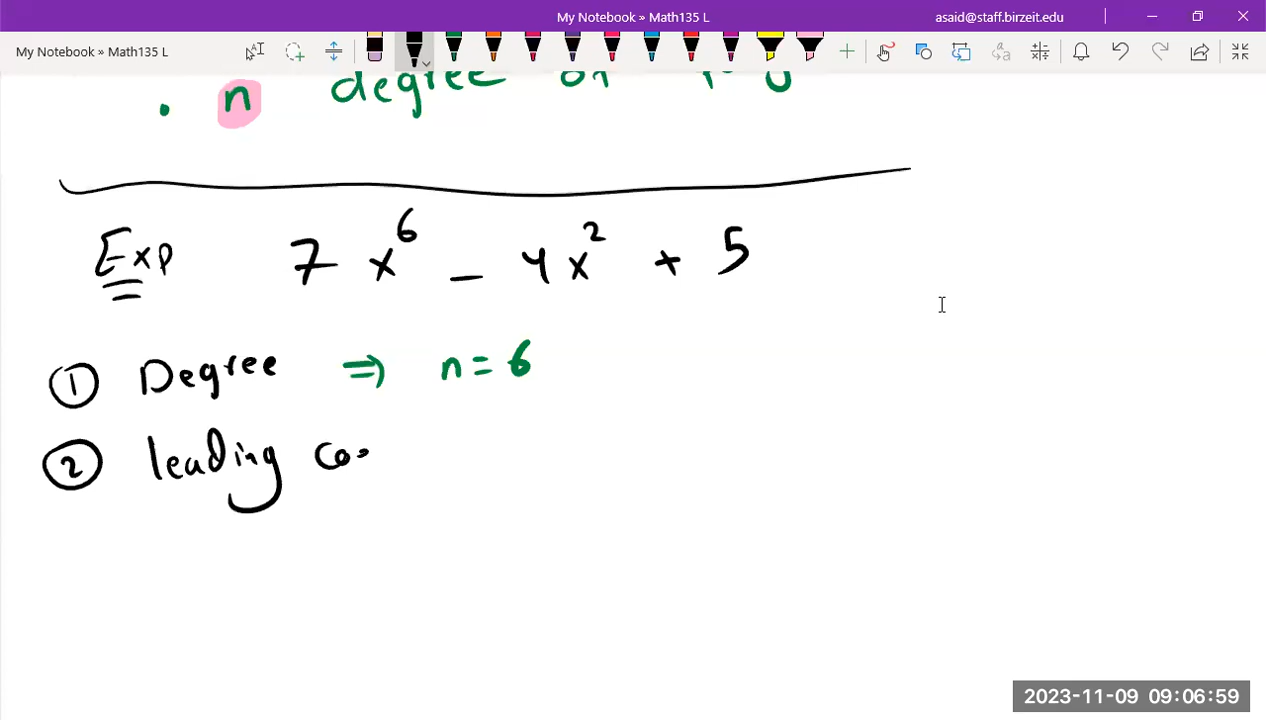 My Notebook » Math135 L
asaid@staff.birzeit.edu
My Notebook » Math135 L
• n degree of
Exp 7x⁶ - 4x² + 5
① Degree ⇒ n = 6
② leading co
2023-11-09 09:06:59